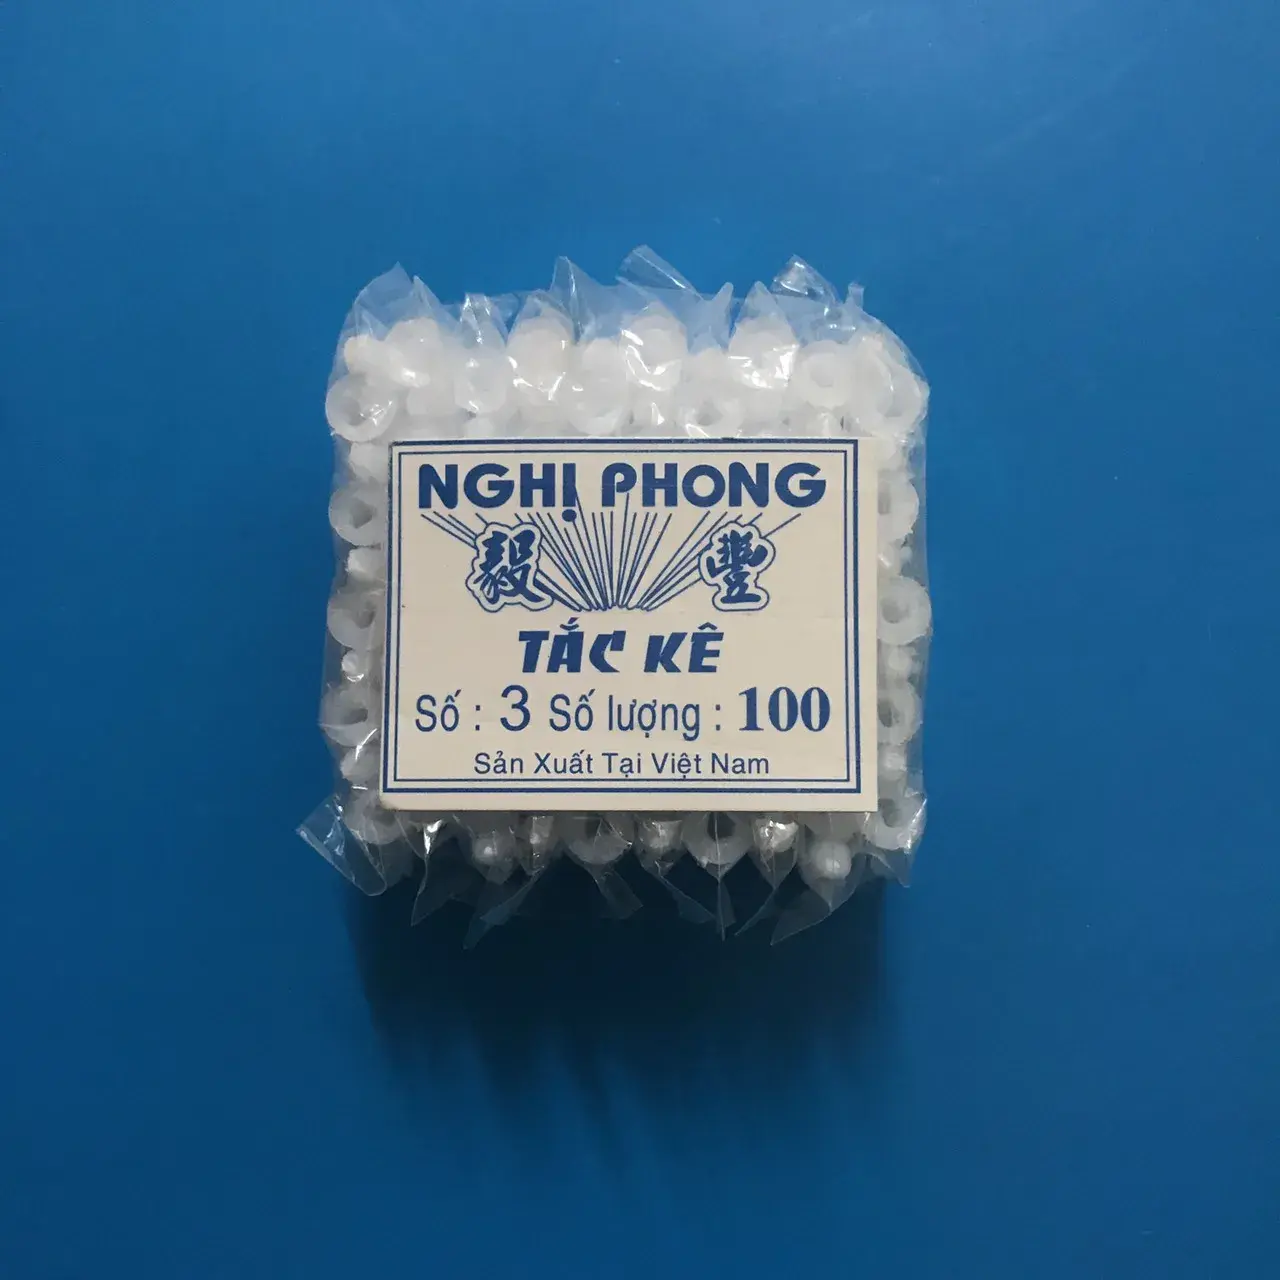 NGHỊ PHONG
毅 豐
TẮC KÊ
Số : 3 Số lượng : 100
Sản Xuất Tại Việt Nam